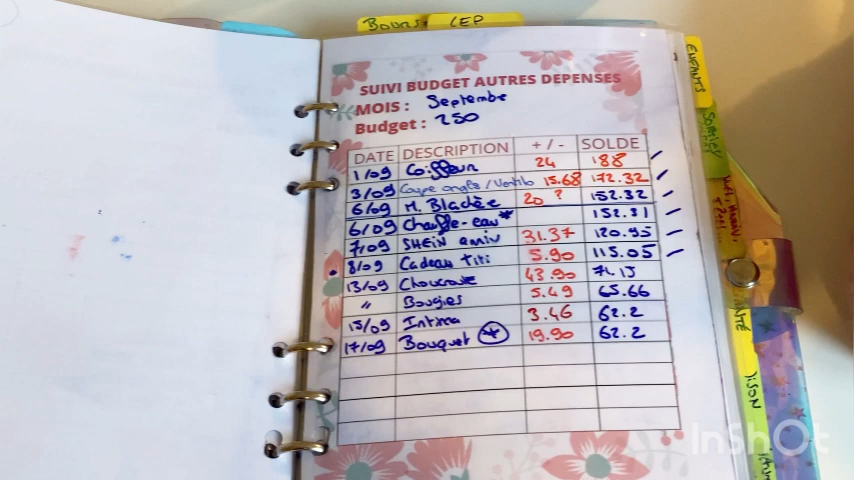 BOURS LEP
ENFANTS
SUIVI BUDGET AUTRES DEPENSES
MOIS : Septembre
Budget : 250
DATE DESCRIPTION + / - SOLDE
1/09 Coiffeur 24 188
3/09 Coupe ongles / Ventilo 15.68 172.32
6/09 M. Blachère 20 ? 152.32
6/09 Chauffe-eau * 152.31
7/09 SHEIN anniv 31.37 120.95
8/09 Cadeau titi 5.90 115.05
13/09 Choucroute 43.90 71.15
" Bougies 5.49 65.66
15/09 Intima 3.46 62.2
17/09 Bouquet * 19.90 62.2
InShOt